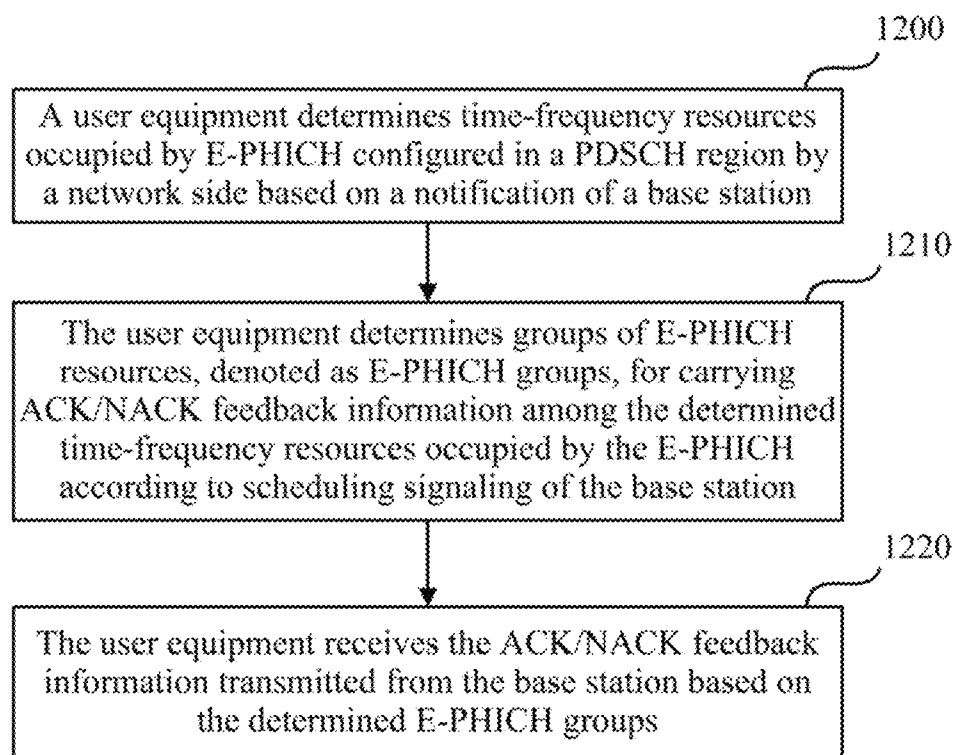 1200
A user equipment determines time-frequency resources
occupied by E-PHICH configured in a PDSCH region by
a network side based on a notification of a base station
1210
The user equipment determines groups of E-PHICH
resources, denoted as E-PHICH groups, for carrying
ACK/NACK feedback information among the determined
time-frequency resources occupied by the E-PHICH
according to scheduling signaling of the base station
1220
The user equipment receives the ACK/NACK feedback
information transmitted from the base station based on
the determined E-PHICH groups